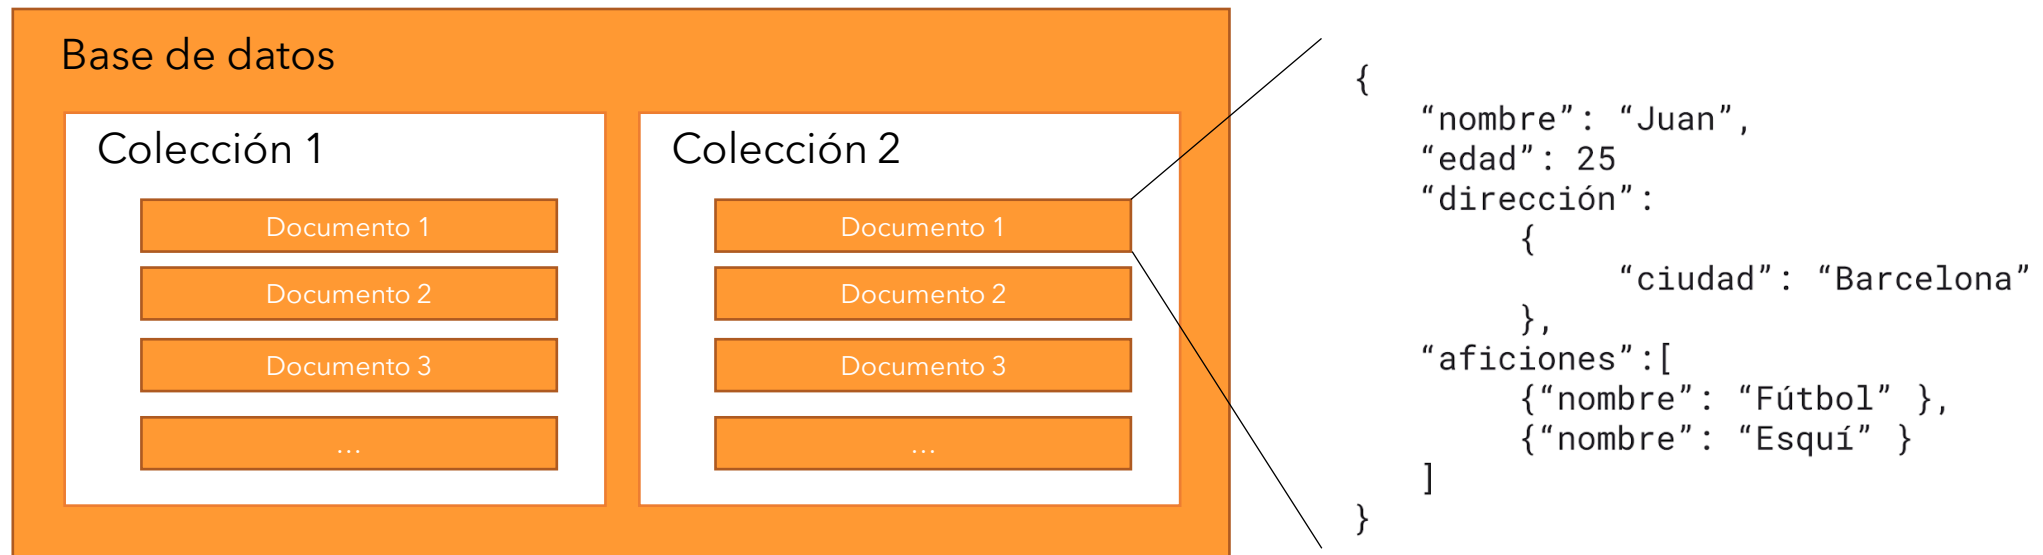 Base de datos
Colección 1
Documento 1
Documento 2
Documento 3
...
Colección 2
Documento 1
Documento 2
Documento 3
...
{
“nombre”: “Juan”,
“edad”: 25
“dirección”:
{
“ciudad”: “Barcelona”
},
“aficiones”:[
{“nombre”: “Fútbol” },
{“nombre”: “Esquí” }
]
}